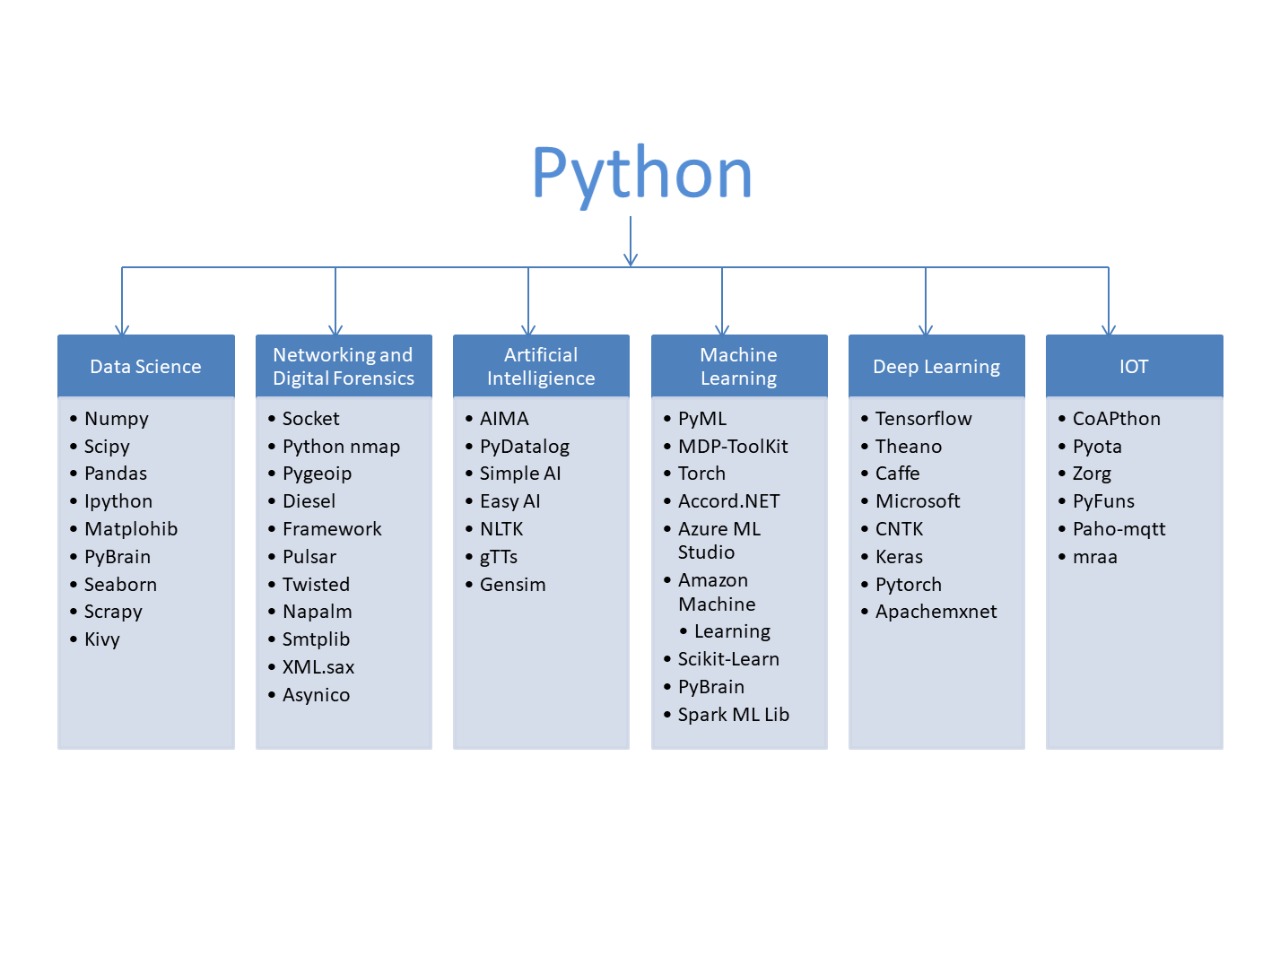 Python
Data Science
• Numpy
• Scipy
• Pandas
• Ipython
• Matplohib
• PyBrain
• Seaborn
• Scrapy
• Kivy
Networking and
Digital Forensics
• Socket
• Python nmap
• Pygeoip
• Diesel
• Framework
• Pulsar
• Twisted
• Napalm
• Smtplib
• XML.sax
• Asynico
Artificial
Intelligience
• AIMA
• PyDatalog
• Simple AI
• Easy AI
• NLTK
• gTTs
• Gensim
Machine
Learning
• PyML
• MDP-ToolKit
• Torch
• Accord.NET
• Azure ML
Studio
• Amazon
Machine
• Learning
• Scikit-Learn
• PyBrain
• Spark ML Lib
Deep Learning
• Tensorflow
• Theano
• Caffe
• Microsoft
• CNTK
• Keras
• Pytorch
• Apachemxnet
IOT
• CoAPthon
• Pyota
• Zorg
• PyFuns
• Paho-mqtt
• mraa